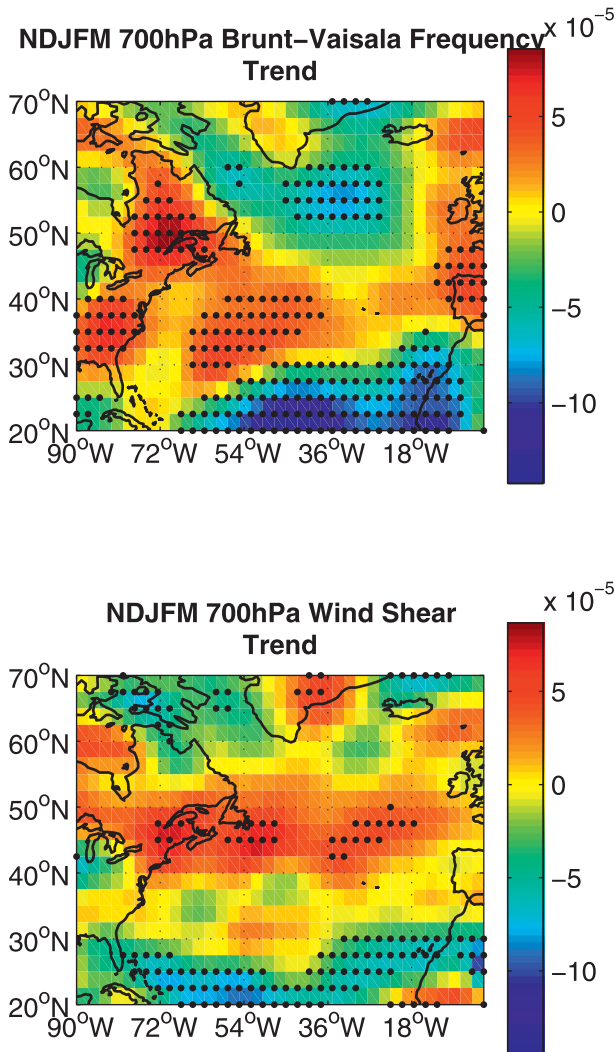 NDJFM 700hPa Brunt−Vaisala Frequency
Trend
x 10⁻⁵
70°N
60°N
50°N
40°N
30°N
20°N
90°W 72°W 54°W 36°W 18°W
5
0
−5
−10
NDJFM 700hPa Wind Shear
Trend
x 10⁻⁵
70°N
60°N
50°N
40°N
30°N
20°N
90°W 72°W 54°W 36°W 18°W
5
0
−5
−10